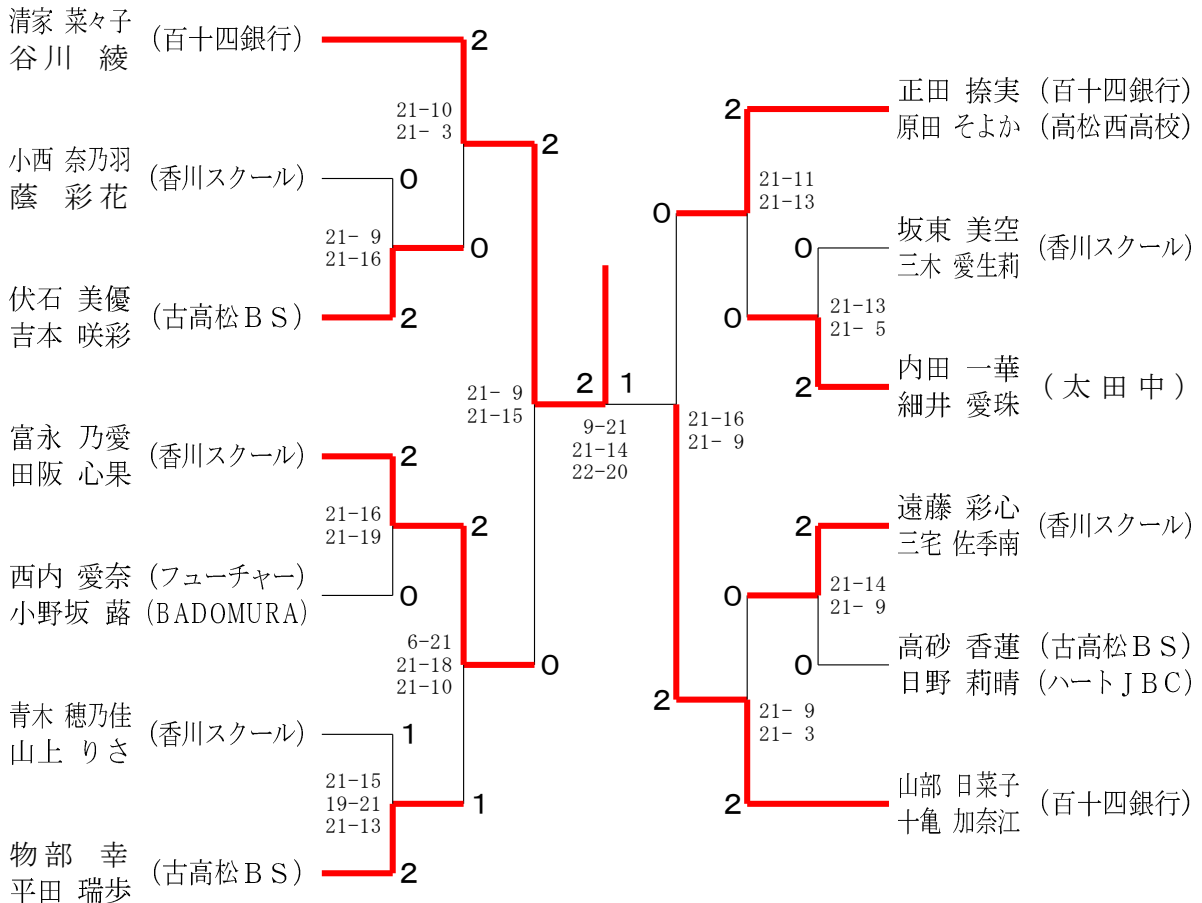 清家 菜々子
谷川 綾
(百十四銀行)
2
21-10
21- 3
2
小西 奈乃羽
蔭 彩花
(香川スクール)
0
21- 9
21-16
0
伏石 美優
吉本 咲彩
(古高松ＢＳ)
2
21- 9
21-15
富永 乃愛
田阪 心果
(香川スクール)
2
21-16
21-19
2
西内 愛奈 (フューチャー)
小野坂 蕗 (BADOMURA)
0
6-21
21-18
21-10
0
青木 穂乃佳
山上 りさ
(香川スクール)
1
21-15
19-21
21-13
1
物部 幸
平田 瑞歩
(古高松ＢＳ)
2
2 1
9-21
21-14
22-20
正田 捺実 (百十四銀行)
原田 そよか (高松西高校)
2
21-11
21-13
0
坂東 美空
三木 愛生莉
(香川スクール)
0
21-13
21- 5
0
内田 一華
細井 愛珠
(太田中)
2
21-16
21- 9
遠藤 彩心
三宅 佐季南
(香川スクール)
2
21-14
21- 9
0
高砂 香蓮 (古高松ＢＳ)
日野 莉晴 (ハートＪＢＣ)
0
2
21- 9
21- 3
山部 日菜子
十亀 加奈江
(百十四銀行)
2